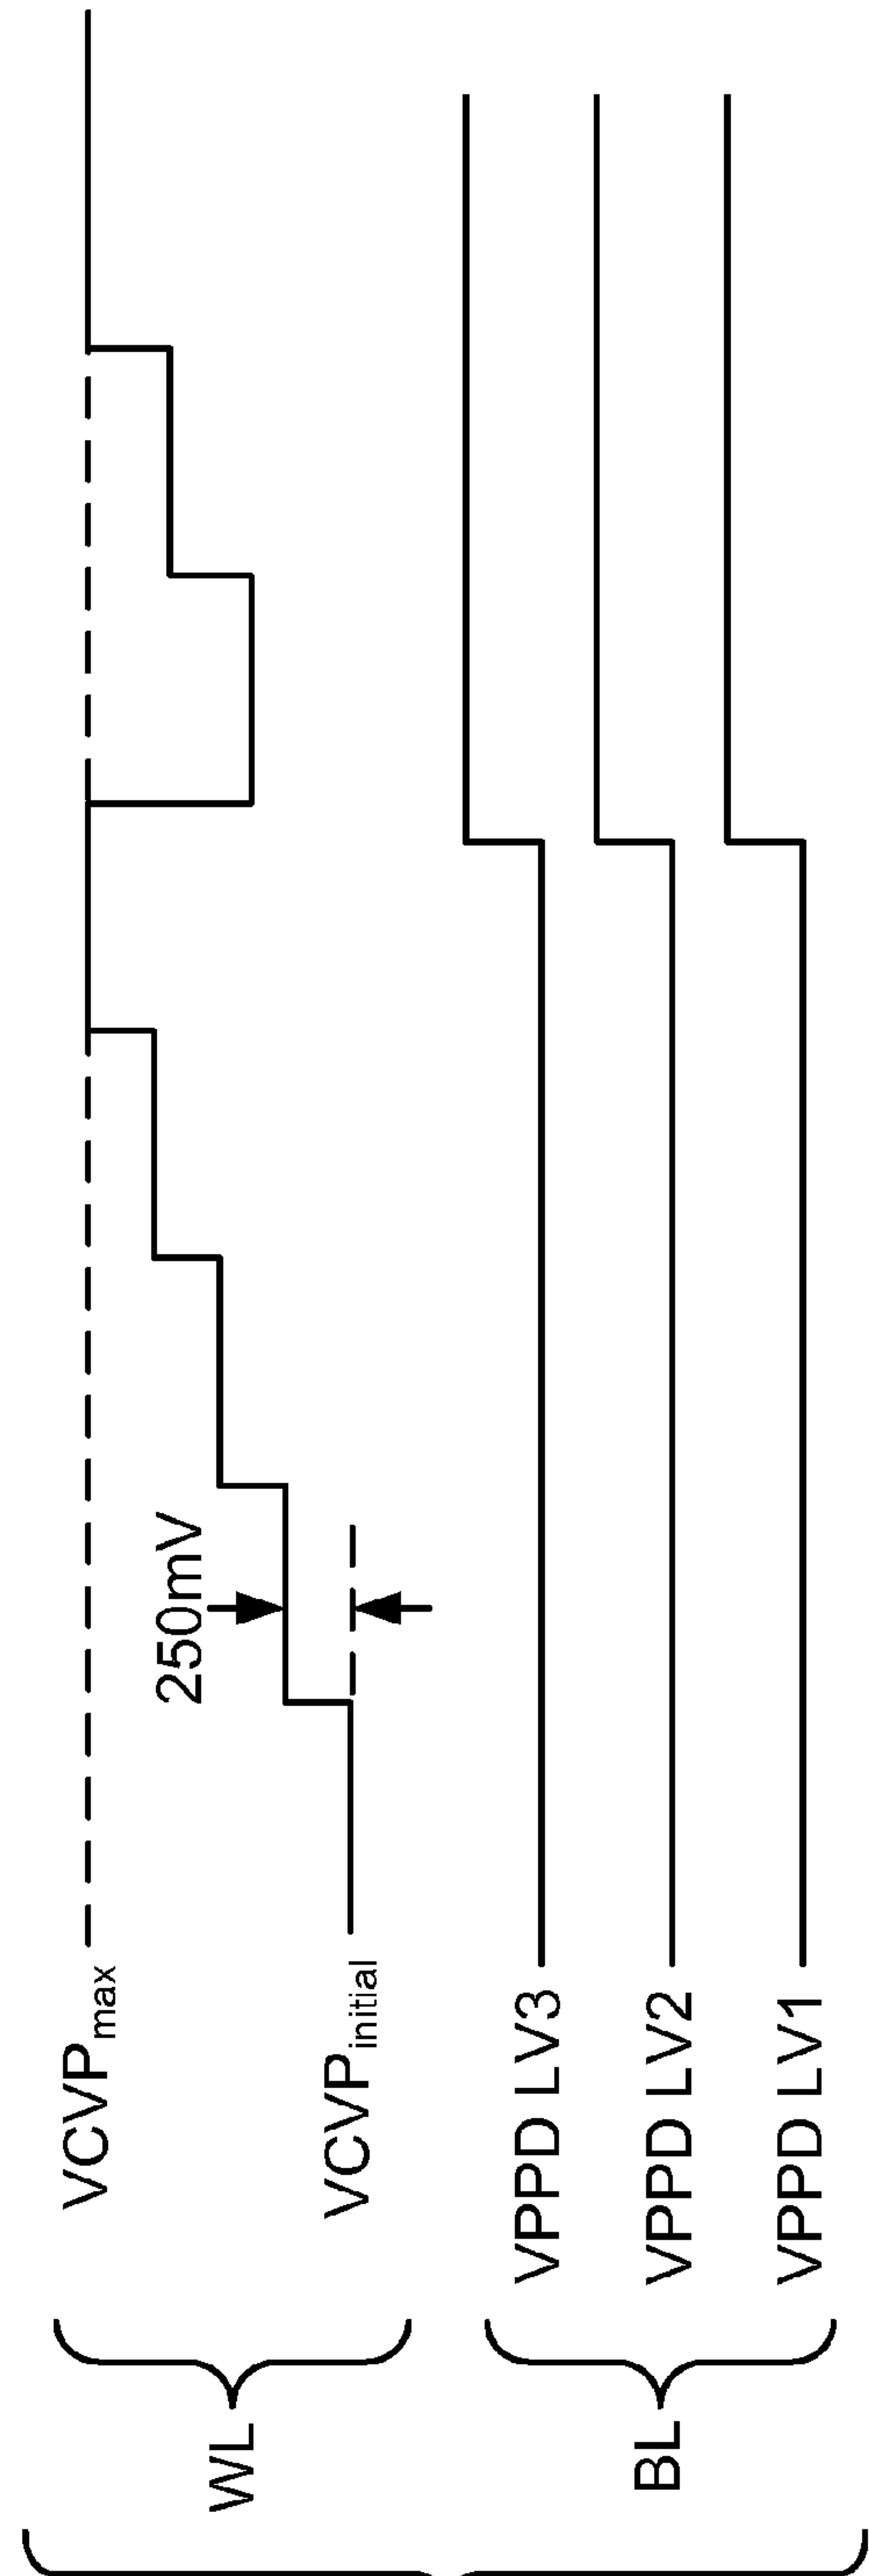 WL
VCVPmax
250mV
VCVPinitial
BL
VPPD LV3
VPPD LV2
VPPD LV1